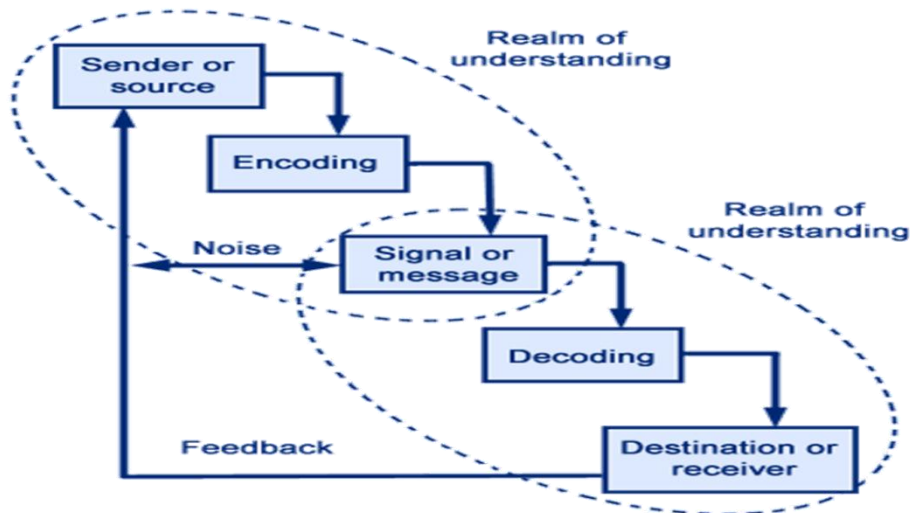 Realm of
understanding
Sender or
source
Encoding
Realm of
understanding
Noise
Signal or
message
Decoding
Feedback
Destination or
receiver